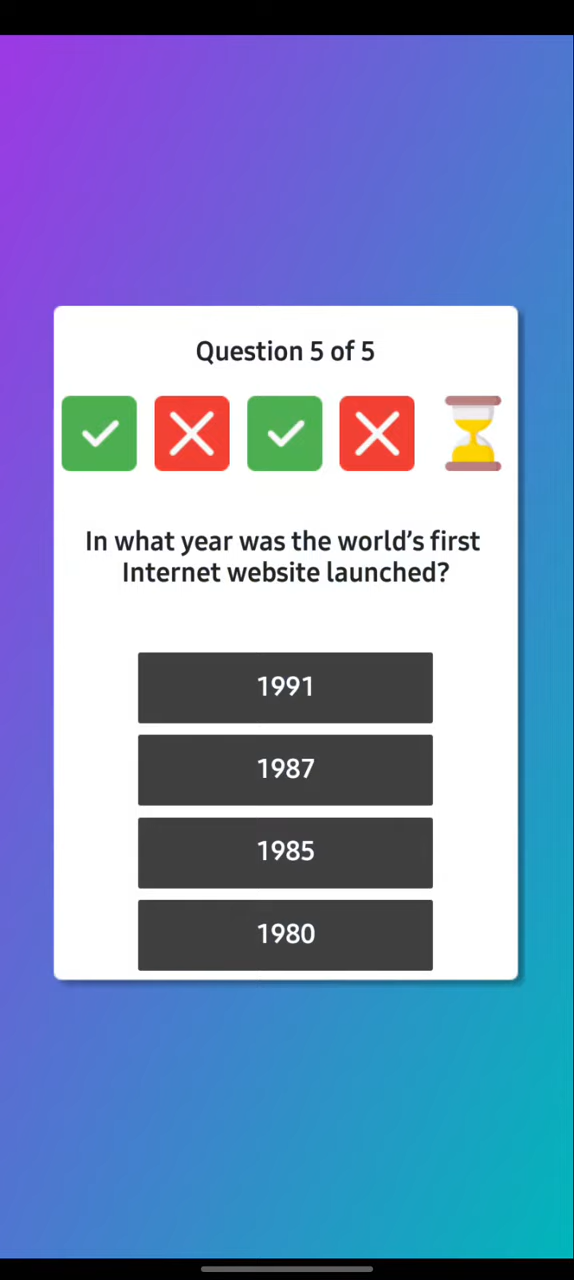 Question 5 of 5
In what year was the world’s first
Internet website launched?
1991
1987
1985
1980